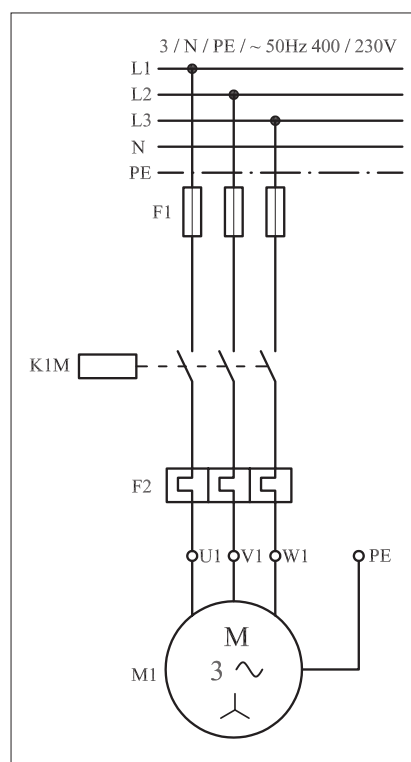 3 / N / PE / ~ 50Hz 400 / 230V
L1
L2
L3
N
PE
F1
K1M
F2
U1 V1 W1 PE
M
M1 3 ~